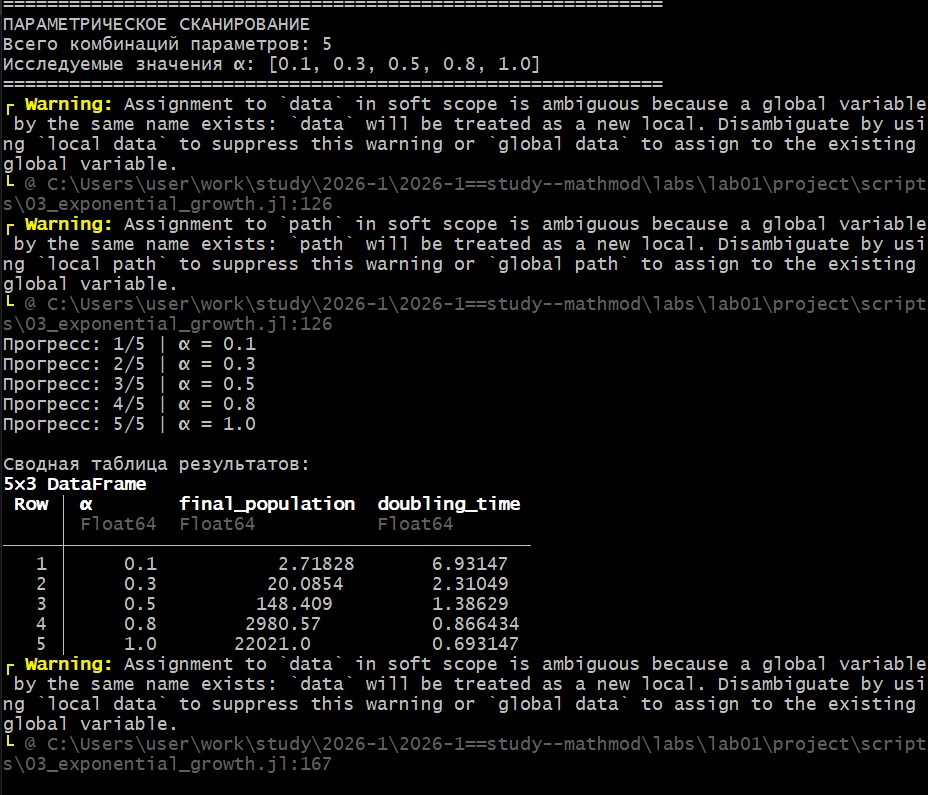 ============================================================
ПАРАМЕТРИЧЕСКОЕ СКАНИРОВАНИЕ
Всего комбинаций параметров: 5
Исследуемые значения α: [0.1, 0.3, 0.5, 0.8, 1.0]
============================================================
┌ Warning: Assignment to `data` in soft scope is ambiguous because a global variable
 by the same name exists: `data` will be treated as a new local. Disambiguate by usi
ng `local data` to suppress this warning or `global data` to assign to the existing
global variable.
└ @ C:\Users\user\work\study\2026-1\2026-1==study--mathmod\labs\lab01\project\script
s\03_exponential_growth.jl:126
┌ Warning: Assignment to `path` in soft scope is ambiguous because a global variable
 by the same name exists: `path` will be treated as a new local. Disambiguate by usi
ng `local path` to suppress this warning or `global path` to assign to the existing
global variable.
└ @ C:\Users\user\work\study\2026-1\2026-1==study--mathmod\labs\lab01\project\script
s\03_exponential_growth.jl:126
Прогресс: 1/5 | α = 0.1
Прогресс: 2/5 | α = 0.3
Прогресс: 3/5 | α = 0.5
Прогресс: 4/5 | α = 0.8
Прогресс: 5/5 | α = 1.0
Сводная таблица результатов:
5×3 DataFrame
 Row │ α        final_population  doubling_time
     │ Float64  Float64           Float64
─────┼──────────────────────────────────────────
   1 │     0.1           2.71828       6.93147
   2 │     0.3          20.0854        2.31049
   3 │     0.5         148.409         1.38629
   4 │     0.8        2980.57          0.866434
   5 │     1.0       22021.0           0.693147
┌ Warning: Assignment to `data` in soft scope is ambiguous because a global variable
 by the same name exists: `data` will be treated as a new local. Disambiguate by usi
ng `local data` to suppress this warning or `global data` to assign to the existing
global variable.
└ @ C:\Users\user\work\study\2026-1\2026-1==study--mathmod\labs\lab01\project\script
s\03_exponential_growth.jl:167